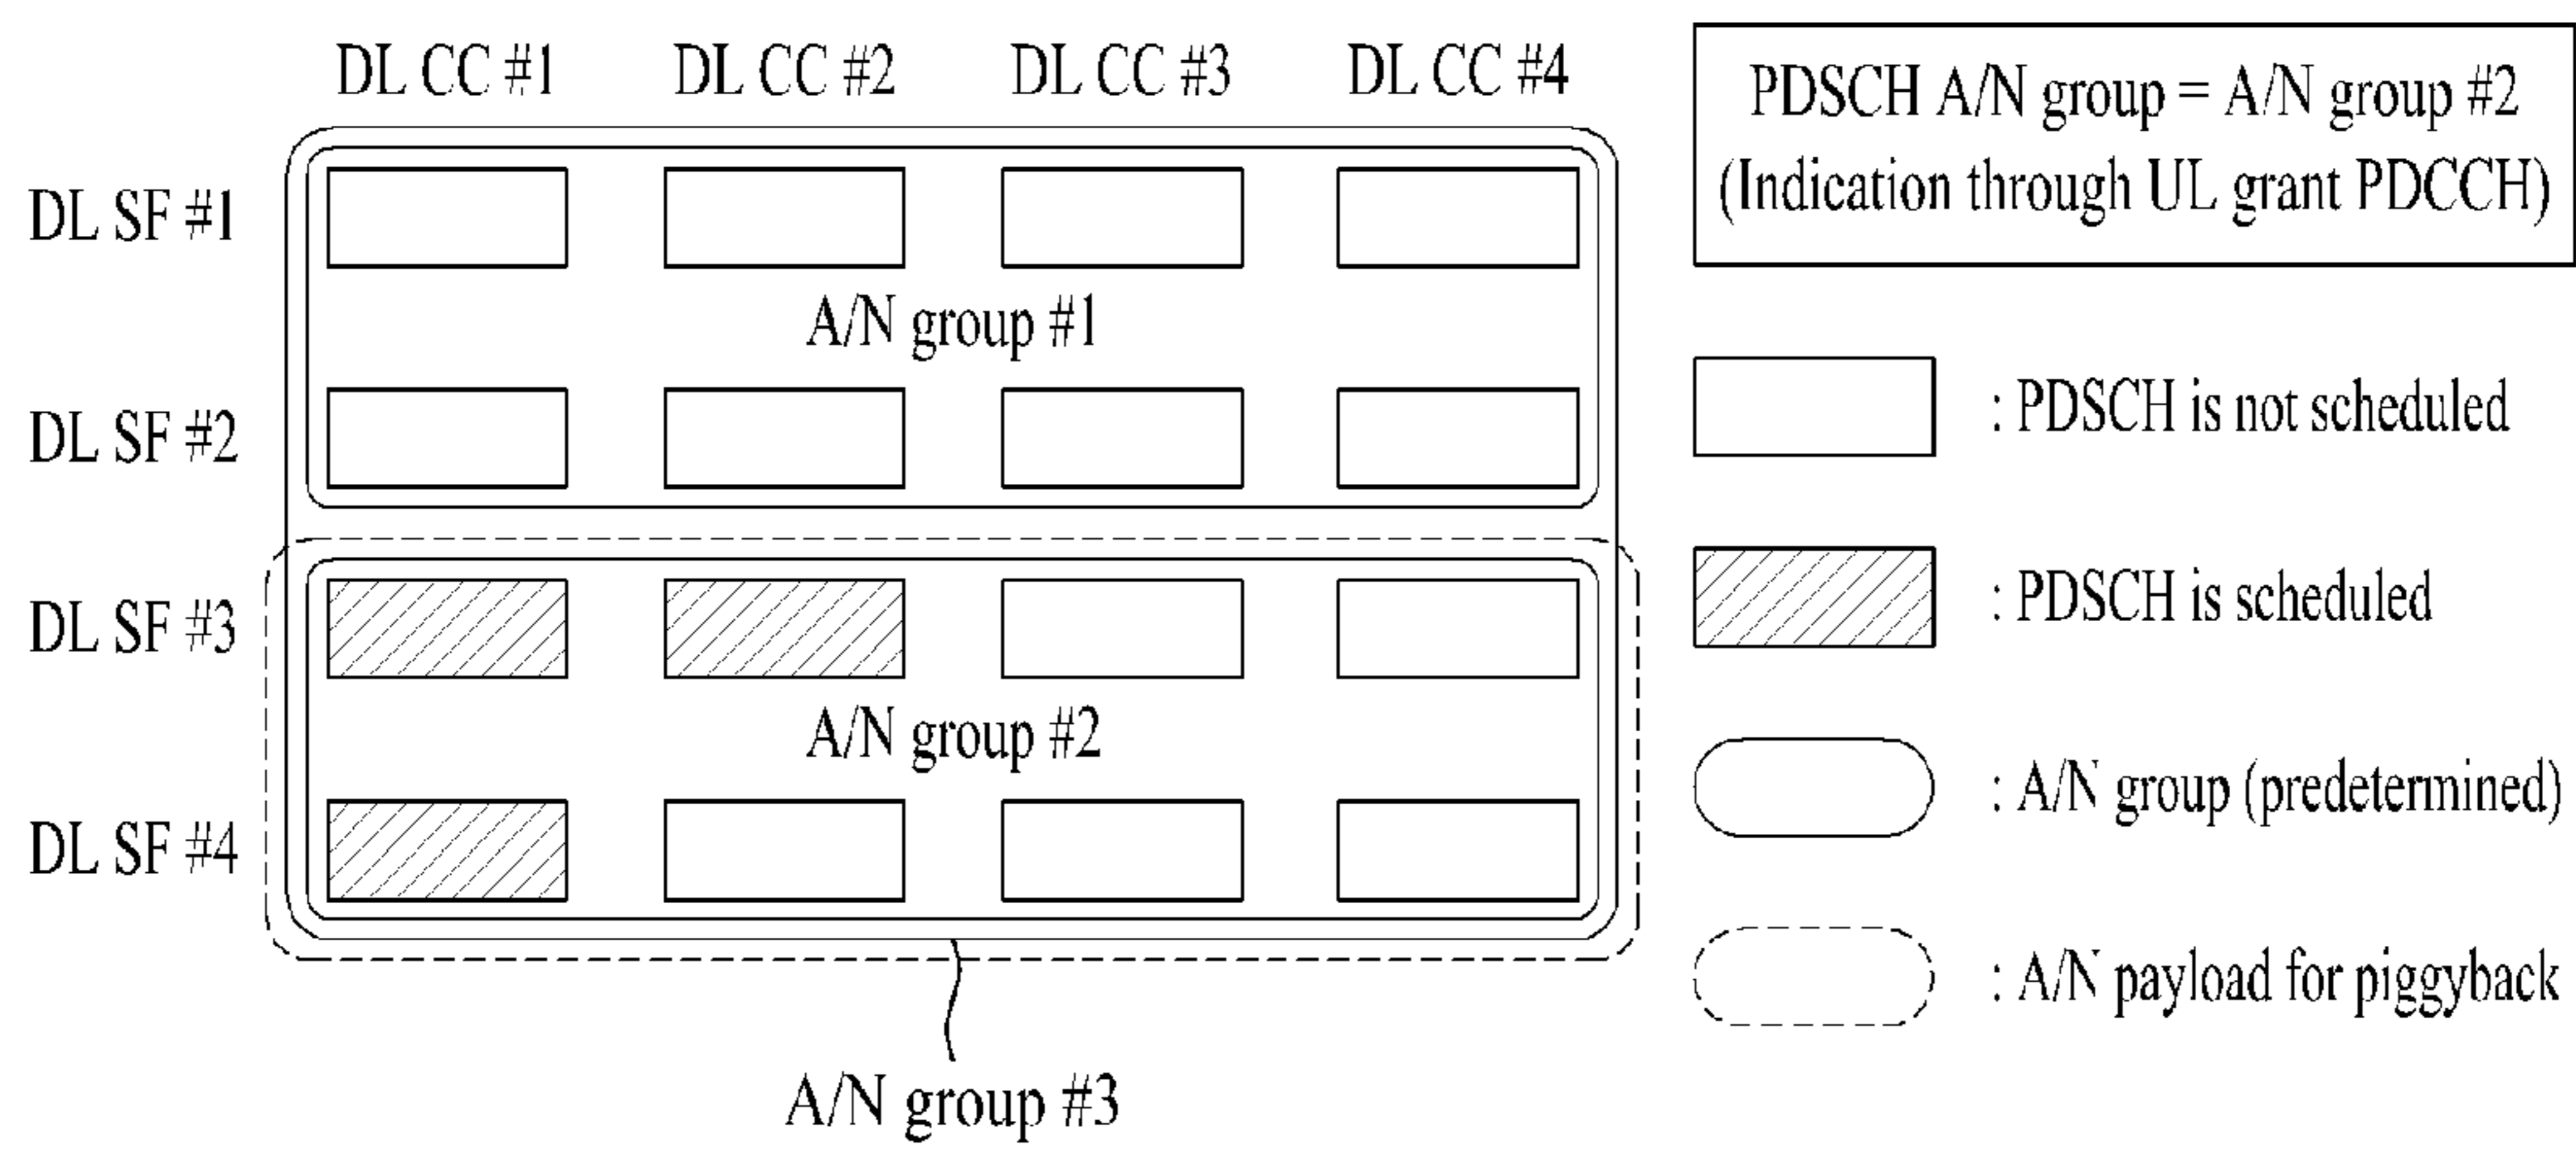 DL CC #1 DL CC #2 DL CC #3 DL CC #4
DL SF #1
A/N group #1
DL SF #2
DL SF #3
A/N group #2
DL SF #4
A/N group #3
PDSCH A/N group = A/N group #2
(Indication through UL grant PDCCH)
: PDSCH is not scheduled
: PDSCH is scheduled
: A/N group (predetermined)
: A/N payload for piggyback